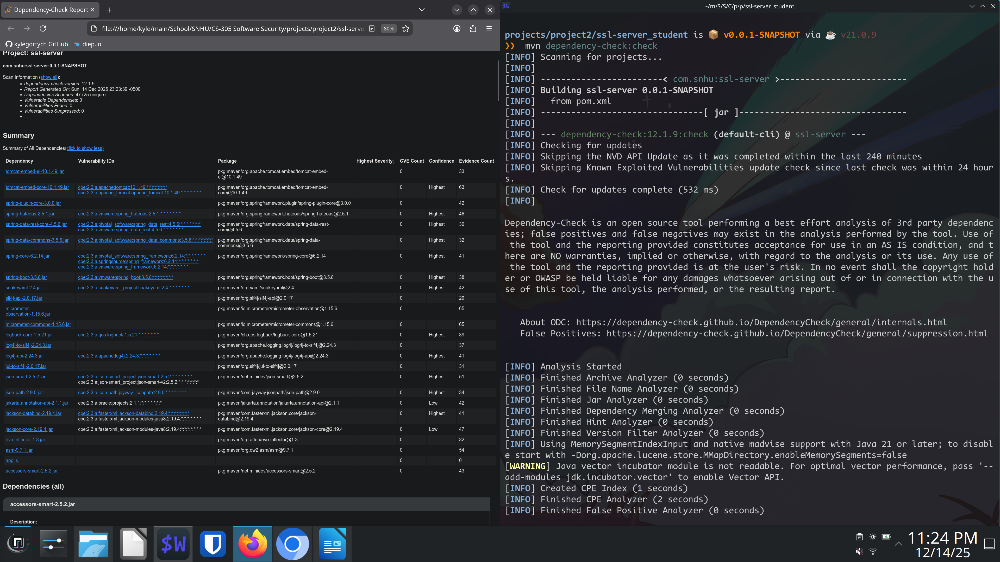 Dependency-Check Report
file:///home/kyle/main/School/SNHU/CS-305 Software Security/projects/project2/ssl-serve
80%
kylegortych GitHub
diep.io
Project: ssl-server
com.snhu:ssl-server:0.0.1-SNAPSHOT
Scan Information (show all):
• dependency-check version: 12.1.9
• Report Generated On: Sun, 14 Dec 2025 23:23:39 -0500
• Dependencies Scanned: 47 (25 unique)
• Vulnerable Dependencies: 0
• Vulnerabilities Found: 0
• Vulnerabilities Suppressed: 0
• ...
Summary
Summary of All Dependencies(click to show less)
Dependency Vulnerability IDs Package Highest Severity↓ CVE Count Confidence Evidence Count
tomcat-embed-el-10.1.49.jar pkg:maven/org.apache.tomcat.embed/tomcat-embed- 0 33
el@10.1.49
tomcat-embed-core-10.1.49.jar cpe:2.3:a:apache:tomcat:10.1.49:*:*:*:*:*:*:* pkg:maven/org.apache.tomcat.embed/tomcat-embed- 0 Highest 63
cpe:2.3:a:apache_tomcat:apache_tomcat:10.1.49:*:*:*:*:*:*:* core@10.1.49
spring-plugin-core-3.0.0.jar pkg:maven/org.springframework.plugin/spring-plugin-core@3.0.0 0 42
spring-hateoas-2.5.1.jar cpe:2.3:a:vmware:spring_hateoas:2.5.1:*:*:*:*:*:*:* pkg:maven/org.springframework.hateoas/spring-hateoas@2.5.1 0 Highest 46
spring-data-rest-core-4.5.6.jar cpe:2.3:a:pivotal_software:spring_data_rest:4.5.6:*:*:*:*:*:*:* pkg:maven/org.springframework.data/spring-data-rest- 0 Highest 30
cpe:2.3:a:vmware:spring_data_rest:4.5.6:*:*:*:*:*:*:* core@4.5.6
spring-data-commons-3.5.6.jar cpe:2.3:a:pivotal_software:spring_data_commons:3.5.6:*:*:*:*:*:*:* pkg:maven/org.springframework.data/spring-data- 0 Highest 32
commons@3.5.6
spring-core-6.2.14.jar cpe:2.3:a:pivotal_software:spring_framework:6.2.14:*:*:*:*:*:*:* pkg:maven/org.springframework/spring-core@6.2.14 0 Highest 41
cpe:2.3:a:springsource:spring_framework:6.2.14:*:*:*:*:*:*:*
cpe:2.3:a:vmware:spring_framework:6.2.14:*:*:*:*:*:*:*
spring-boot-3.5.8.jar cpe:2.3:a:vmware:spring_boot:3.5.8:*:*:*:*:*:*:* pkg:maven/org.springframework.boot/spring-boot@3.5.8 0 Highest 38
snakeyaml-2.4.jar cpe:2.3:a:snakeyaml_project:snakeyaml:2.4:*:*:*:*:*:*:* pkg:maven/org.yaml/snakeyaml@2.4 0 Highest 42
slf4j-api-2.0.17.jar pkg:maven/org.slf4j/slf4j-api@2.0.17 0 29
micrometer- pkg:maven/io.micrometer/micrometer-observation@1.15.6 0 65
observation-1.15.6.jar
micrometer-commons-1.15.6.jar pkg:maven/io.micrometer/micrometer-commons@1.15.6 0 65
logback-core-1.5.21.jar cpe:2.3:a:qos:logback:1.5.21:*:*:*:*:*:*:* pkg:maven/ch.qos.logback/logback-core@1.5.21 0 Highest 39
log4j-to-slf4j-2.24.3.jar pkg:maven/org.apache.logging.log4j/log4j-to-slf4j@2.24.3 0 37
log4j-api-2.24.3.jar cpe:2.3:a:apache:log4j:2.24.3:*:*:*:*:*:*:* pkg:maven/org.apache.logging.log4j/log4j-api@2.24.3 0 Highest 41
jul-to-slf4j-2.0.17.jar pkg:maven/org.slf4j/jul-to-slf4j@2.0.17 0 31
json-smart-2.5.2.jar cpe:2.3:a:json-smart_project:json-smart:2.5.2:*:*:*:*:*:*:* pkg:maven/net.minidev/json-smart@2.5.2 0 Highest 51
cpe:2.3:a:json-smart_project:json-smart-v2:2.5.2:*:*:*:*:*:*:*
json-path-2.9.0.jar cpe:2.3:a:json-path:jayway_jsonpath:2.9.0:*:*:*:*:*:*:* pkg:maven/com.jayway.jsonpath/json-path@2.9.0 0 Highest 34
jakarta.annotation-api-2.1.1.jar cpe:2.3:a:oracle:projects:2.1.1:*:*:*:*:*:*:* pkg:maven/jakarta.annotation/jakarta.annotation-api@2.1.1 0 Low 42
jackson-databind-2.19.4.jar cpe:2.3:a:fasterxml:jackson-databind:2.19.4:*:*:*:*:*:*:* pkg:maven/com.fasterxml.jackson.core/jackson- 0 Highest 41
cpe:2.3:a:fasterxml:jackson-modules-java8:2.19.4:*:*:*:*:*:*:* databind@2.19.4
jackson-core-2.19.4.jar cpe:2.3:a:fasterxml:jackson-modules-java8:2.19.4:*:*:*:*:*:*:* pkg:maven/com.fasterxml.jackson.core/jackson-core@2.19.4 0 Low 47
evo-inflector-1.3.jar pkg:maven/org.atteo/evo-inflector@1.3 0 32
asm-9.7.1.jar pkg:maven/org.ow2.asm/asm@9.7.1 0 54
app.js 0 0
accessors-smart-2.5.2.jar pkg:maven/net.minidev/accessors-smart@2.5.2 0 43
Dependencies (all)
accessors-smart-2.5.2.jar
Description:
$W
~/m/S/S/C/p/p/ssl-server_student
projects/project2/ssl-server_student is 📦 v0.0.1-SNAPSHOT via ☕ v21.0.9
❯❯ mvn dependency-check:check
[INFO] Scanning for projects...
[INFO]
[INFO] ------------------------< com.snhu:ssl-server >-------------------------
[INFO] Building ssl-server 0.0.1-SNAPSHOT
[INFO]   from pom.xml
[INFO] --------------------------------[ jar ]---------------------------------
[INFO]
[INFO] --- dependency-check:12.1.9:check (default-cli) @ ssl-server ---
[INFO] Checking for updates
[INFO] Skipping the NVD API Update as it was completed within the last 240 minutes
[INFO] Skipping Known Exploited Vulnerabilities update check since last check was within 24 hour
s.
[INFO] Check for updates complete (532 ms)
[INFO]
Dependency-Check is an open source tool performing a best effort analysis of 3rd party dependenc
ies; false positives and false negatives may exist in the analysis performed by the tool. Use of
the tool and the reporting provided constitutes acceptance for use in an AS IS condition, and t
here are NO warranties, implied or otherwise, with regard to the analysis or its use. Any use of
the tool and the reporting provided is at the user's risk. In no event shall the copyright hold
er or OWASP be held liable for any damages whatsoever arising out of or in connection with the u
se of this tool, the analysis performed, or the resulting report.
About ODC: https://dependency-check.github.io/DependencyCheck/general/internals.html
False Positives: https://dependency-check.github.io/DependencyCheck/general/suppression.html
[INFO] Analysis Started
[INFO] Finished Archive Analyzer (0 seconds)
[INFO] Finished File Name Analyzer (0 seconds)
[INFO] Finished Jar Analyzer (0 seconds)
[INFO] Finished Dependency Merging Analyzer (0 seconds)
[INFO] Finished Hint Analyzer (0 seconds)
[INFO] Finished Version Filter Analyzer (0 seconds)
[INFO] Using MemorySegmentIndexInput and native madvise support with Java 21 or later; to disabl
e start with -Dorg.apache.lucene.store.MMapDirectory.enableMemorySegments=false
[WARNING] Java vector incubator module is not readable. For optimal vector performance, pass '--
add-modules jdk.incubator.vector' to enable Vector API.
[INFO] Created CPE Index (1 seconds)
[INFO] Finished CPE Analyzer (2 seconds)
[INFO] Finished False Positive Analyzer (0 seconds)
$W
11:24 PM
12/14/25